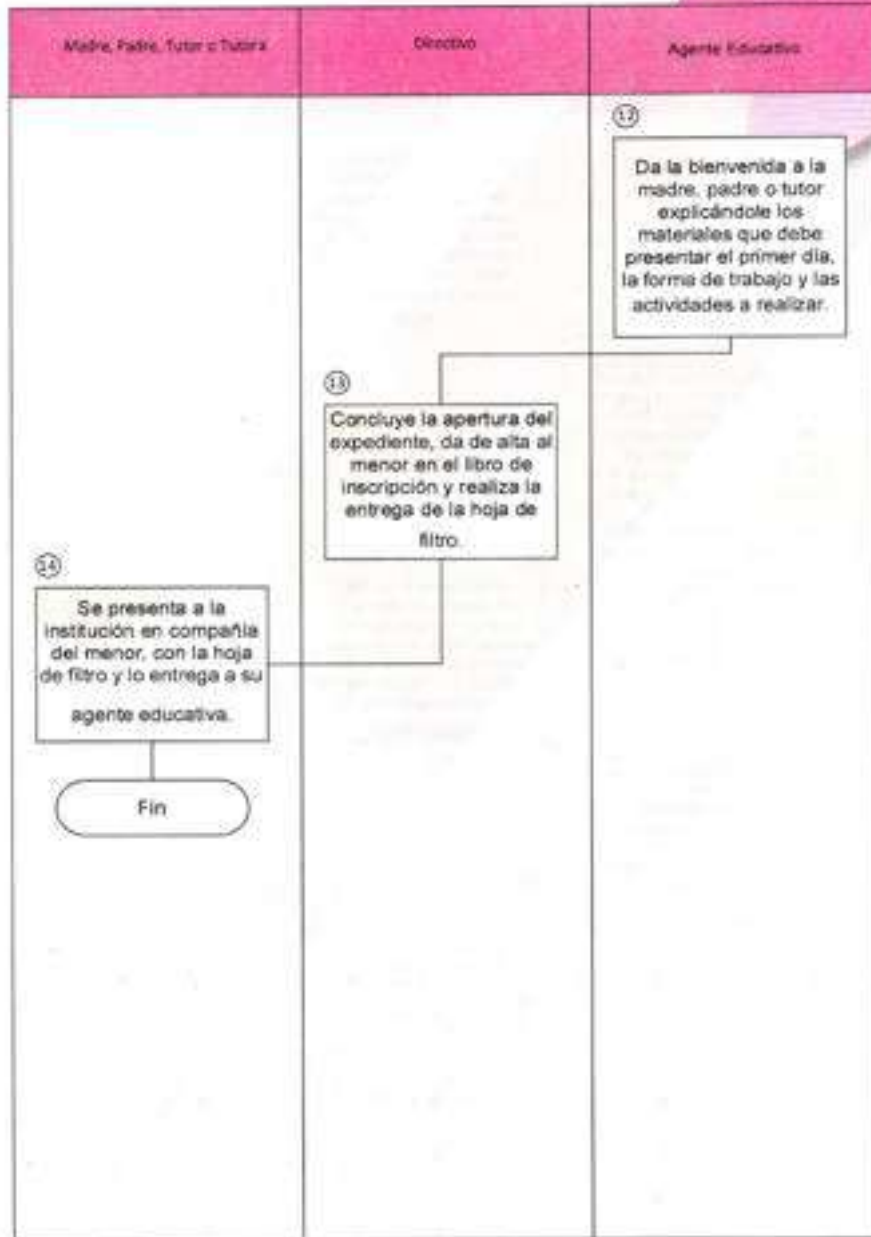 Madre, Padre, Tutor o Tutora
Directivo
Agente Educativo
12
Da la bienvenida a la
madre, padre o tutor
explicándole los
materiales que debe
presentar el primer día,
la forma de trabajo y las
actividades a realizar.
13
Concluye la apertura del
expediente, da de alta al
menor en el libro de
inscripción y realiza la
entrega de la hoja de
filtro.
14
Se presenta a la
institución en compañía
del menor, con la hoja
de filtro y lo entrega a su
agente educativa.
Fin